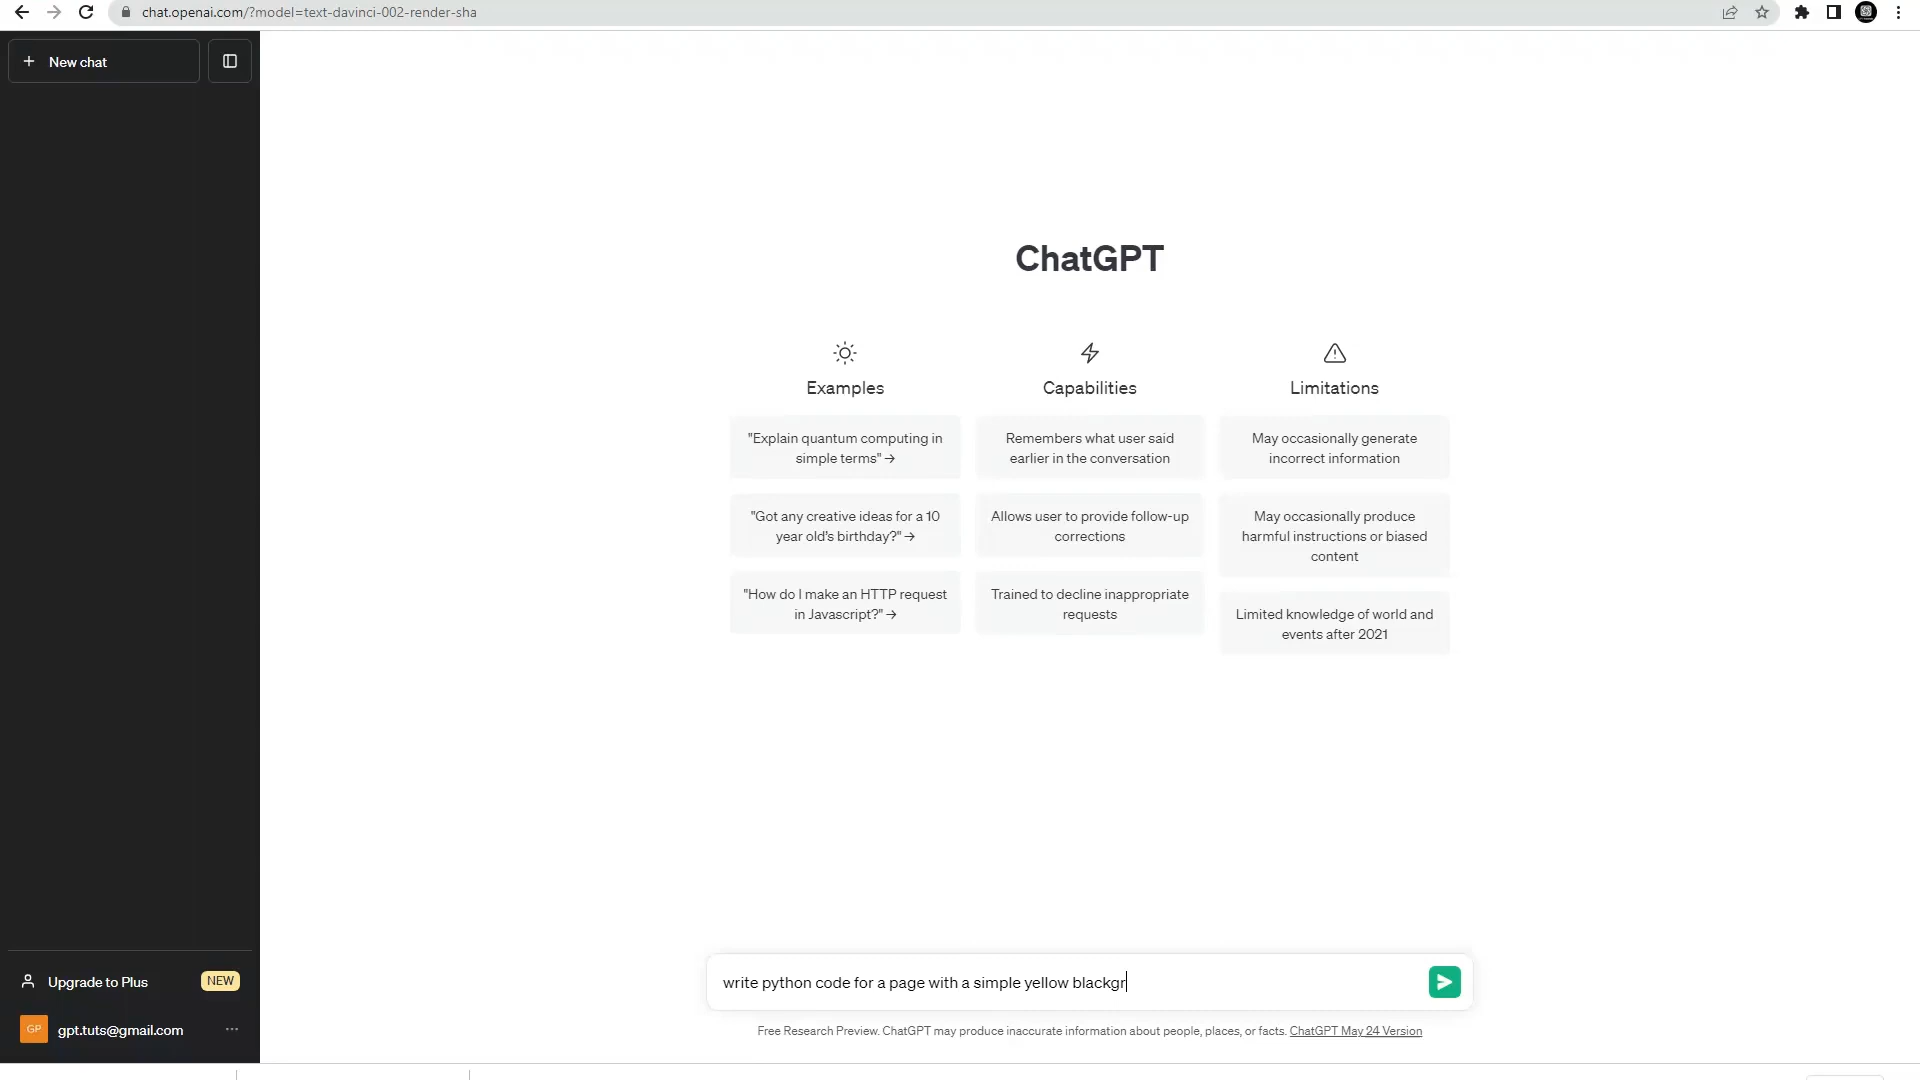 chat.openai.com/?model=text-davinci-002-render-sha
+ New chat
ChatGPT
Examples
"Explain quantum computing in
simple terms" →
"Got any creative ideas for a 10
year old's birthday?" →
"How do I make an HTTP request
in Javascript?" →
Capabilities
Remembers what user said
earlier in the conversation
Allows user to provide follow-up
corrections
Trained to decline inappropriate
requests
Limitations
May occasionally generate
incorrect information
May occasionally produce
harmful instructions or biased
content
Limited knowledge of world and
events after 2021
Upgrade to Plus NEW
GP gpt.tuts@gmail.com
write python code for a page with a simple yellow blackgr
Free Research Preview. ChatGPT may produce inaccurate information about people, places, or facts. ChatGPT May 24 Version